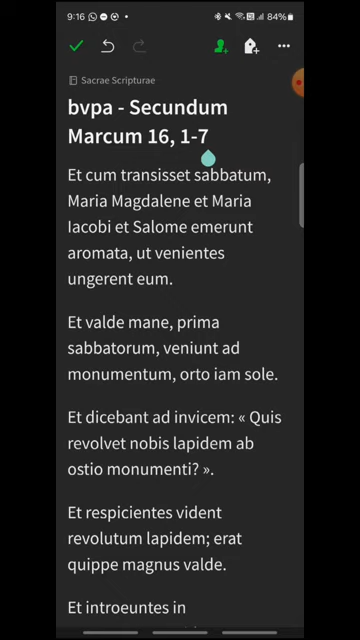 9:16
84%
Sacrae Scripturae
bvpa - Secundum
Marcum 16, 1-7
Et cum transisset sabbatum,
Maria Magdalene et Maria
Iacobi et Salome emerunt
aromata, ut venientes
ungerent eum.
Et valde mane, prima
sabbatorum, veniunt ad
monumentum, orto iam sole.
Et dicebant ad invicem: « Quis
revolvet nobis lapidem ab
ostio monumenti? ».
Et respicientes vident
revolutum lapidem; erat
quippe magnus valde.
Et introeuntes in